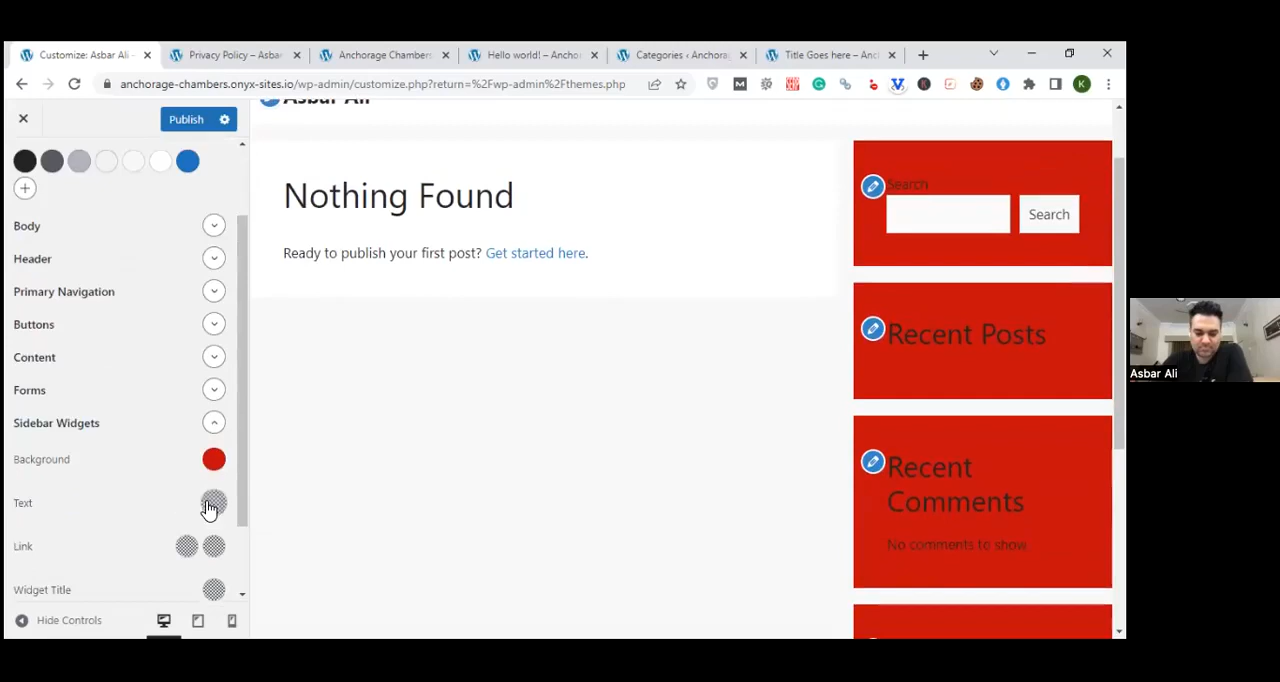 Customize: Asbar Ali –
Privacy Policy – Asba
Anchorage Chambers
Hello world! – Ancho
Categories ‹ Anchora
Title Goes here – Anc
anchorage-chambers.onyx-sites.io/wp-admin/customize.php?return=%2Fwp-admin%2Fthemes.php
K
Publish
Asbar Ali
Body
Header
Primary Navigation
Buttons
Content
Forms
Sidebar Widgets
Background
Text
Link
Widget Title
Hide Controls
Nothing Found
Ready to publish your first post? Get started here.
Search
Search
Recent Posts
Recent
Comments
No comments to show
Asbar Ali